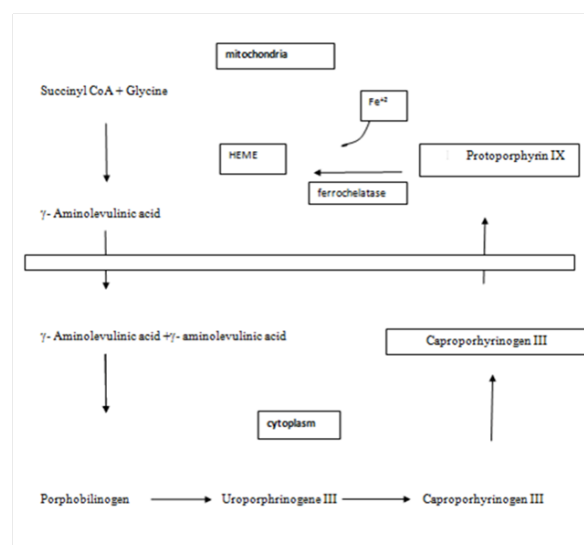 mitochondria
Succinyl CoA + Glycine
Fe⁺²
HEME
Protoporphyrin IX
ferrochelatase
γ- Aminolevulinic acid
γ- Aminolevulinic acid +γ- aminolevulinic acid
Caproporhyrinogen III
cytoplasm
Porphobilinogen
Uroporphrinogene III
Caproporhyrinogen III